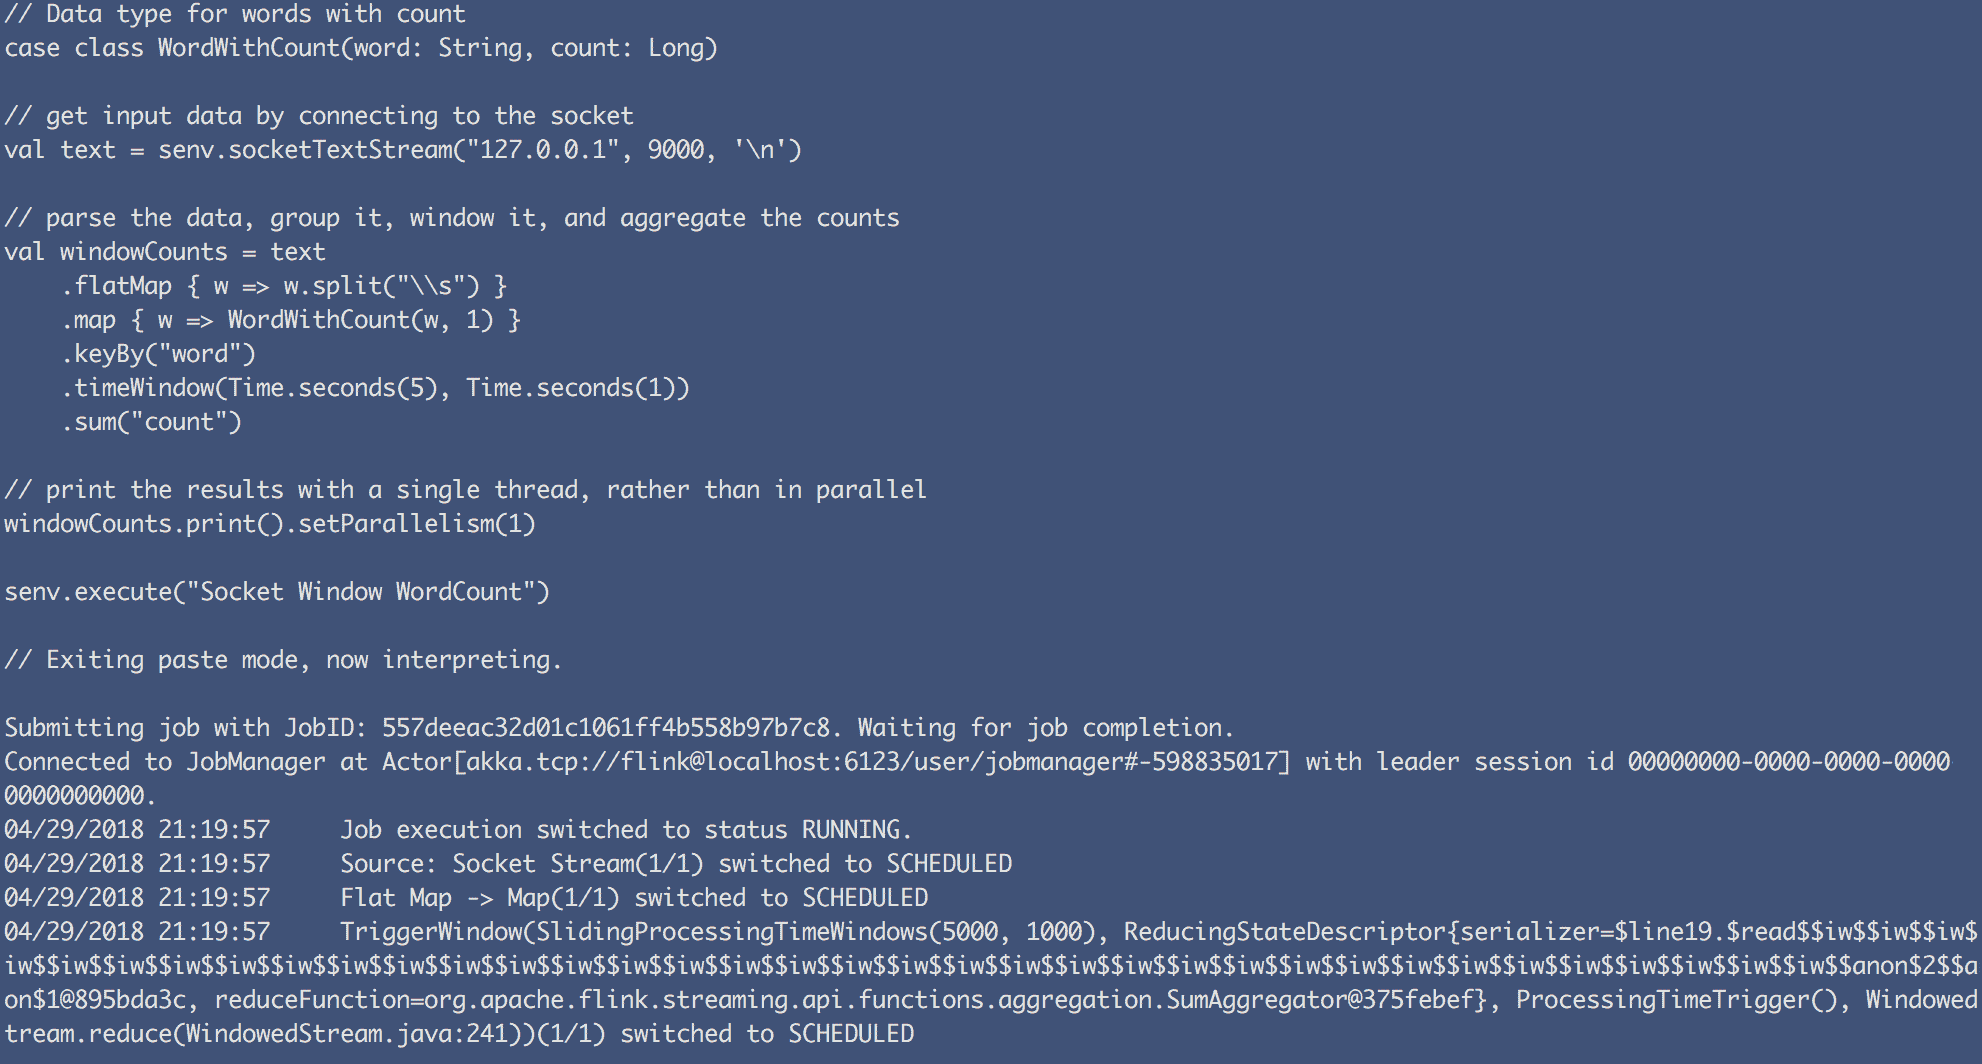 // Data type for words with count
case class WordWithCount(word: String, count: Long)
// get input data by connecting to the socket
val text = senv.socketTextStream("127.0.0.1", 9000, '\n')
// parse the data, group it, window it, and aggregate the counts
val windowCounts = text
    .flatMap { w => w.split("\\s") }
    .map { w => WordWithCount(w, 1) }
    .keyBy("word")
    .timeWindow(Time.seconds(5), Time.seconds(1))
    .sum("count")
// print the results with a single thread, rather than in parallel
windowCounts.print().setParallelism(1)
senv.execute("Socket Window WordCount")
// Exiting paste mode, now interpreting.
Submitting job with JobID: 557deeac32d01c1061ff4b558b97b7c8. Waiting for job completion.
Connected to JobManager at Actor[akka.tcp://flink@localhost:6123/user/jobmanager#-598835017] with leader session id 00000000-0000-0000-0000
0000000000.
04/29/2018 21:19:57     Job execution switched to status RUNNING.
04/29/2018 21:19:57     Source: Socket Stream(1/1) switched to SCHEDULED
04/29/2018 21:19:57     Flat Map -> Map(1/1) switched to SCHEDULED
04/29/2018 21:19:57     TriggerWindow(SlidingProcessingTimeWindows(5000, 1000), ReducingStateDescriptor{serializer=$line19.$read$$iw$$iw$$iw$
iw$$iw$$iw$$iw$$iw$$iw$$iw$$iw$$iw$$iw$$iw$$iw$$iw$$iw$$iw$$iw$$iw$$iw$$iw$$iw$$iw$$iw$$iw$$iw$$iw$$iw$$iw$$iw$$iw$$iw$$iw$$iw$$anon$2$$a
on$1@895bda3c, reduceFunction=org.apache.flink.streaming.api.functions.aggregation.SumAggregator@375febef}, ProcessingTimeTrigger(), Windowed
tream.reduce(WindowedStream.java:241))(1/1) switched to SCHEDULED